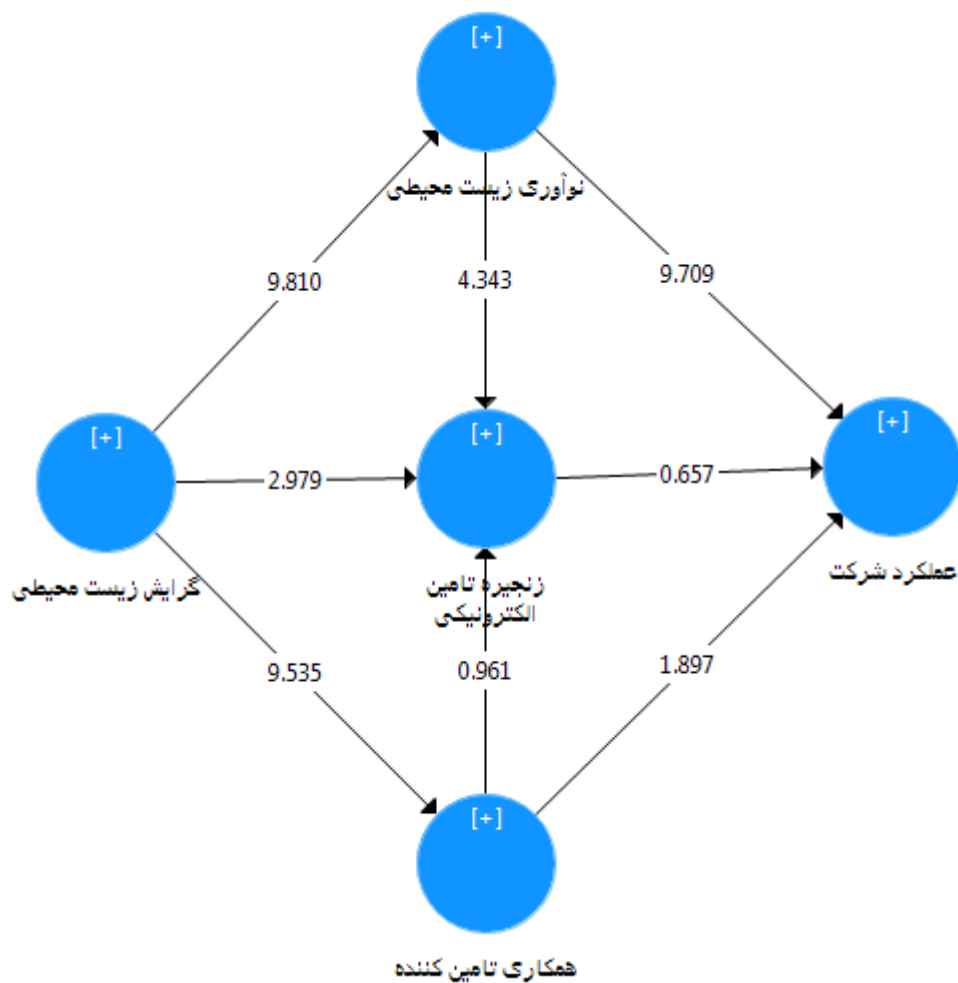 [+]
نوآوری زیست محیطی
9.810
4.343
9.709
[+]
[+]
[+]
2.979
0.657
گرایش زیست محیطی
زنجیره تامین
الکترونیکی
عملکرد شرکت
9.535
0.961
1.897
[+]
همکاری تامین کننده